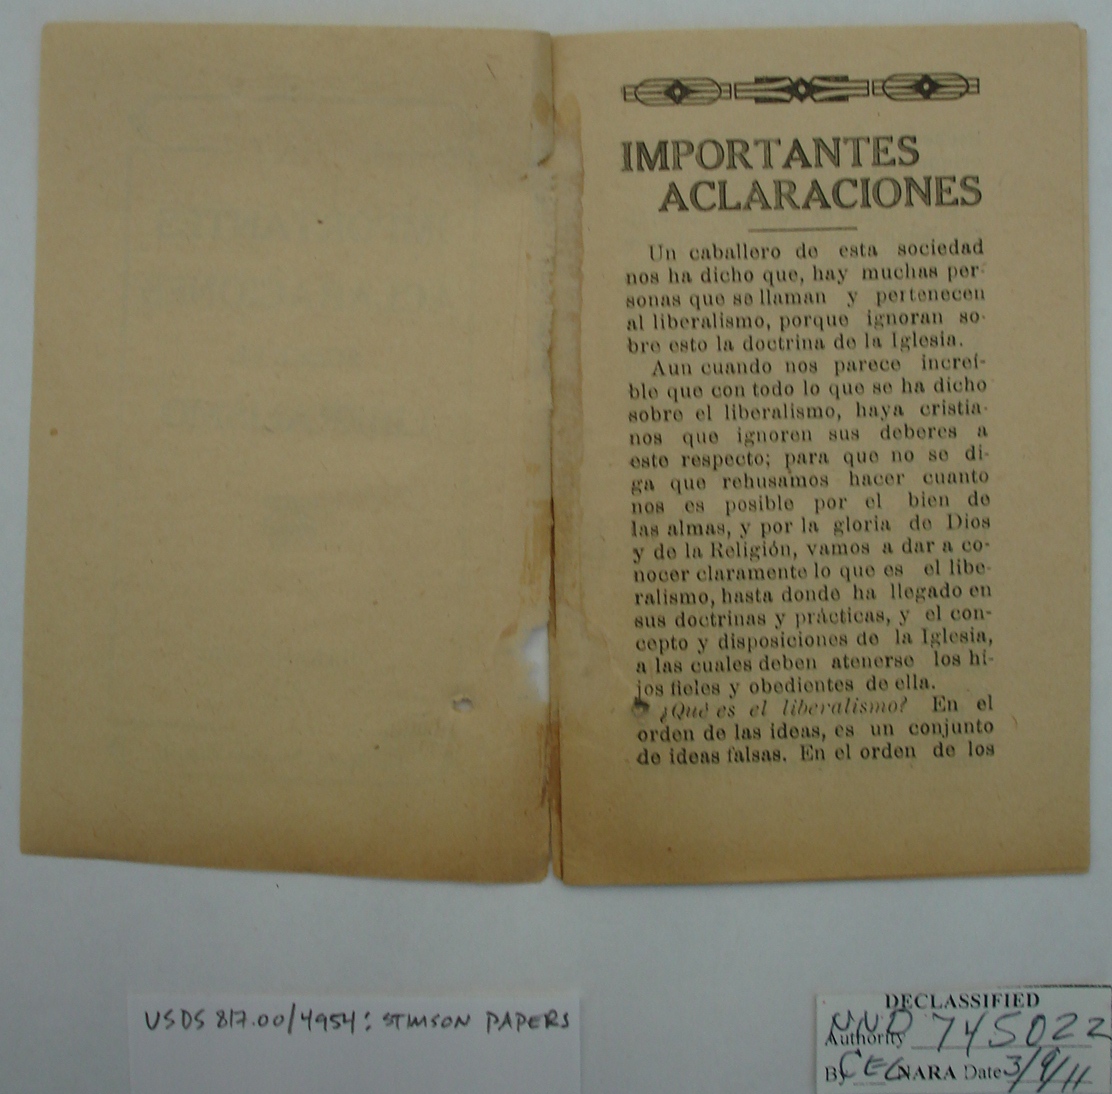 IMPORTANTES
ACLARACIONES
Un caballero de esta sociedad
nos ha dicho que, hay muchas per-
sonas que se llaman y pertenecen
al liberalismo, porque ignoran so-
bre esto la doctrina de la Iglesia.
Aun cuando nos parece increí-
ble que con todo lo que se ha dicho
sobre el liberalismo, haya cristia-
nos que ignoren sus deberes a
este respecto; para que no se di-
ga que rehusamos hacer cuanto
nos es posible por el bien de
las almas, y por la gloria de Dios
y de la Religión, vamos a dar a co-
nocer claramente lo que es el libe-
ralismo, hasta donde ha llegado en
sus doctrinas y prácticas, y el con-
cepto y disposiciones de la Iglesia,
a las cuales deben atenerse los hi-
jos fieles y obedientes de ella.
¿Qué es el liberalismo? En el
orden de las ideas, es un conjunto
de ideas falsas. En el orden de los
USDS 817.00/4954: STIMSON PAPERS
DECLASSIFIED
Authority NND 745022
By CEC NARA Date 3/9/11